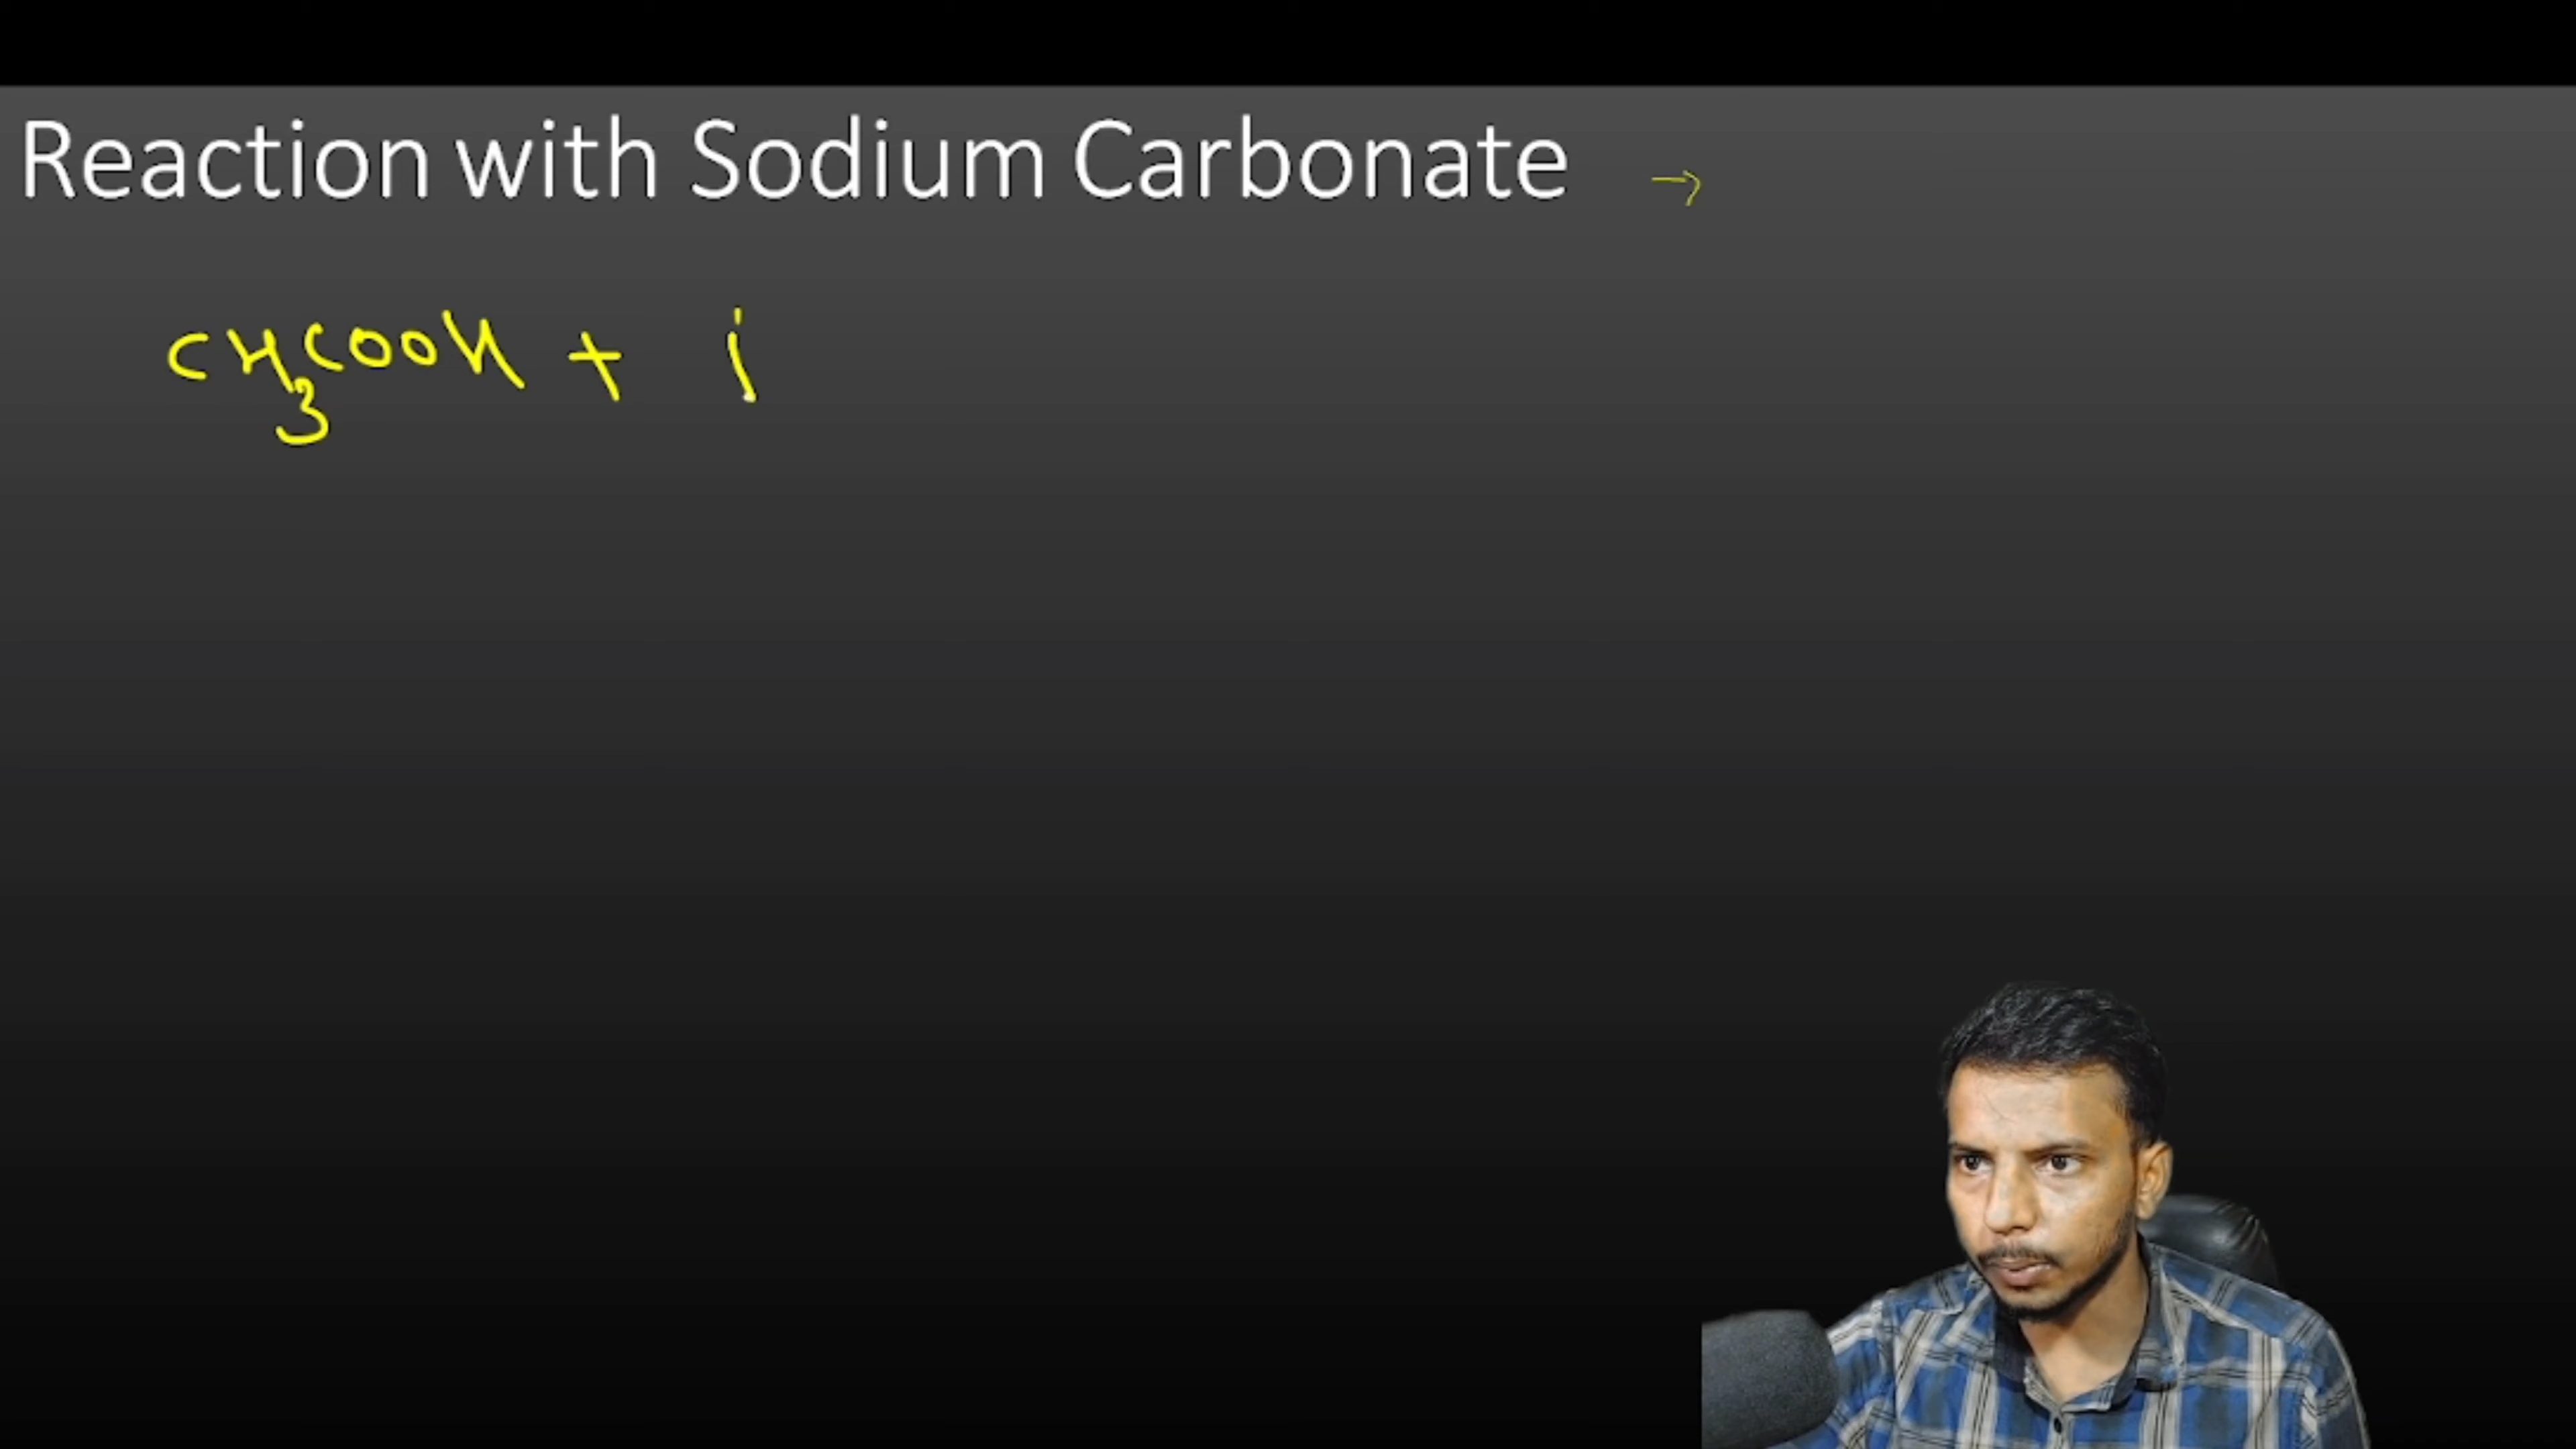 Reaction with Sodium Carbonate →
CH3COOH + i